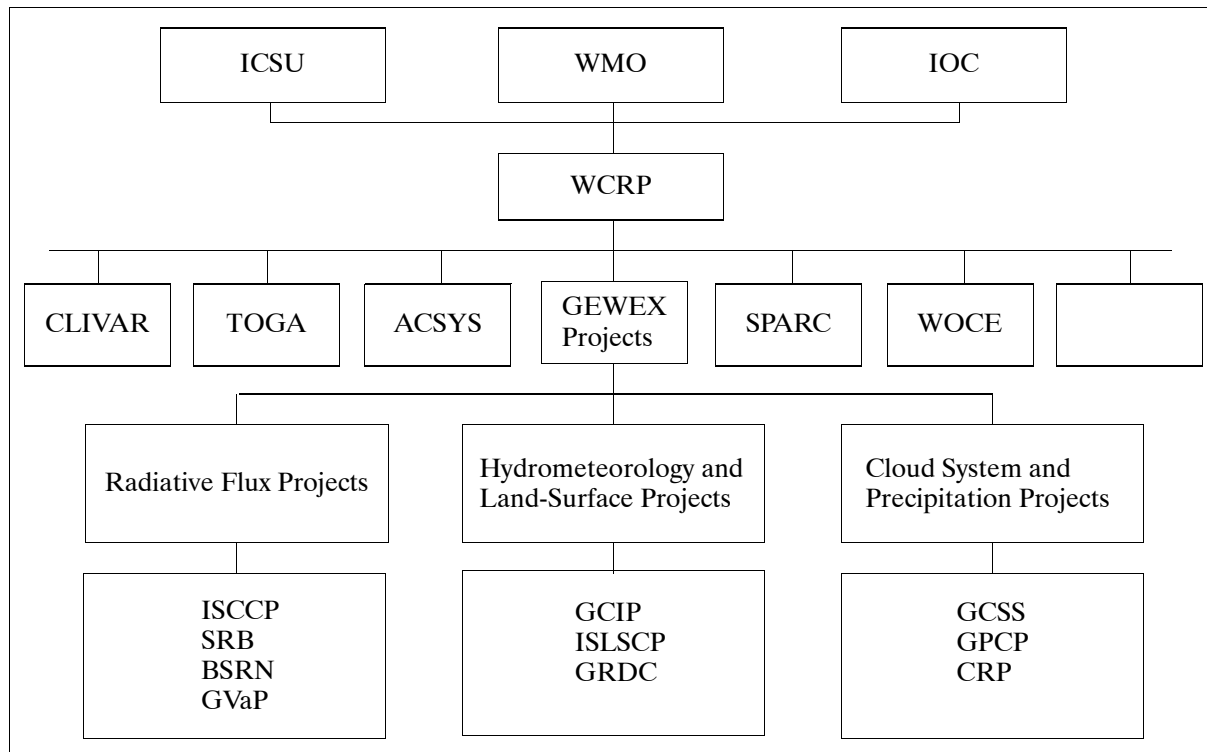 ICSU
WMO
IOC
WCRP
CLIVAR
TOGA
ACSYS
GEWEX
Projects
SPARC
WOCE
Radiative Flux Projects
Hydrometeorology and
Land-Surface Projects
Cloud System and
Precipitation Projects
ISCCP
SRB
BSRN
GVaP
GCIP
ISLSCP
GRDC
GCSS
GPCP
CRP